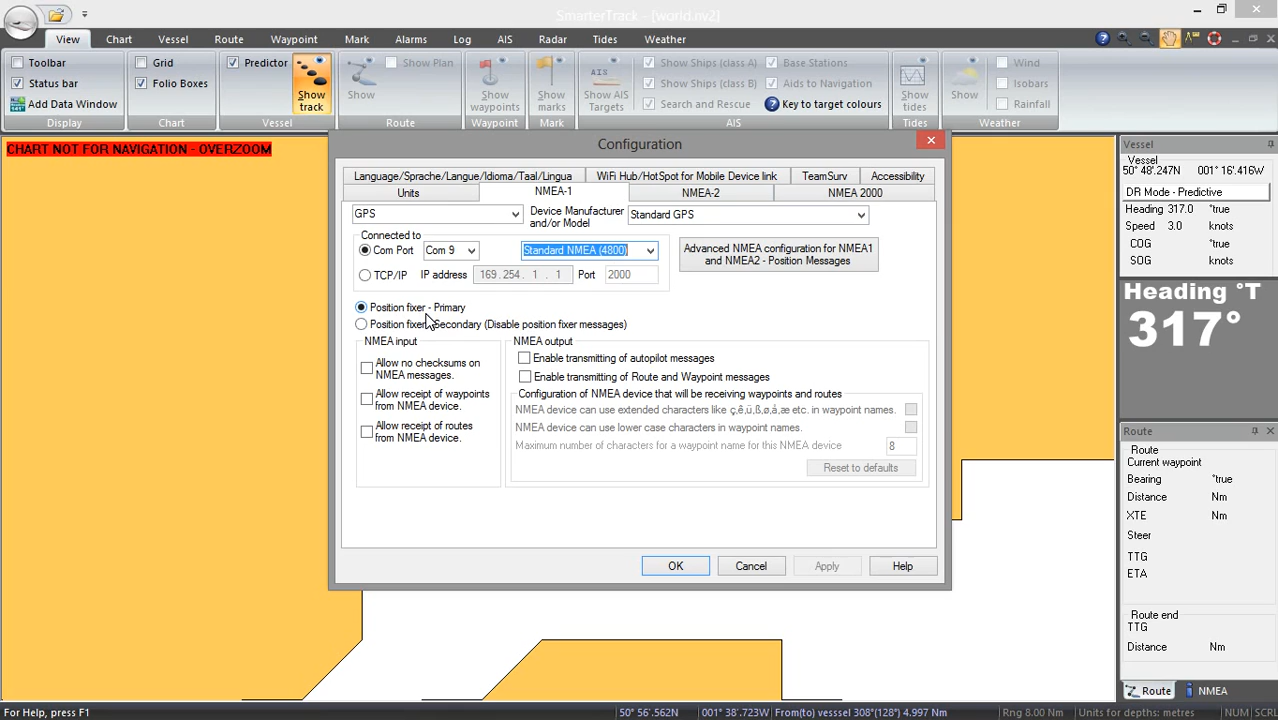 SmarterTrack - [world.nv2]
View Chart Vessel Route Waypoint Mark Alarms Log AIS Radar Tides Weather
Toolbar
Status bar
Add Data Window
Display
Grid
Folio Boxes
Chart
Predictor
Show track
Vessel
Show
Show Plan
Route
Show waypoints
Waypoint
Show marks
Mark
AIS
Show AIS Targets
Show Ships (class A)
Show Ships (class B)
Search and Rescue
Base Stations
Aids to Navigation
Key to target colours
AIS
Show tides
Tides
Show
Wind
Isobars
Rainfall
Weather
CHART NOT FOR NAVIGATION - OVERZOOM
Configuration
Language/Sprache/Langue/Idioma/Taal/Lingua WiFi Hub/HotSpot for Mobile Device link TeamSurv Accessibility
Units NMEA-1 NMEA-2 NMEA 2000
GPS
Device Manufacturer and/or Model
Standard GPS
Connected to
Com Port Com 9 Standard NMEA (4800)
TCP/IP IP address 169.254. 1 . 1 Port 2000
Advanced NMEA configuration for NMEA1
and NMEA2 - Position Messages
Position fixer - Primary
Position fixer - Secondary (Disable position fixer messages)
NMEA input
Allow no checksums on
NMEA messages.
Allow receipt of waypoints
from NMEA device.
Allow receipt of routes
from NMEA device.
NMEA output
Enable transmitting of autopilot messages
Enable transmitting of Route and Waypoint messages
Configuration of NMEA device that will be receiving waypoints and routes
NMEA device can use extended characters like ç,ê,ü,ß,ø,å,æ etc. in waypoint names.
NMEA device can use lower case characters in waypoint names.
Maximum number of characters for a waypoint name for this NMEA device 8
Reset to defaults
OK Cancel Apply Help
Vessel
Vessel
50° 48.247N 001° 16.416W
DR Mode - Predictive
Heading 317.0 °true
Speed 3.0 knots
COG °true
SOG knots
Heading °T
317°
Route
Route
Current waypoint
Bearing °true
Distance Nm
XTE Nm
Steer
TTG
ETA
Route end
TTG
Distance Nm
Route NMEA
For Help, press F1 50° 56.562N 001° 38.723W From(to) vesssel 308°(128°) 4.997 Nm Rng 8.00 Nm Units for depths: metres NUM SCRL